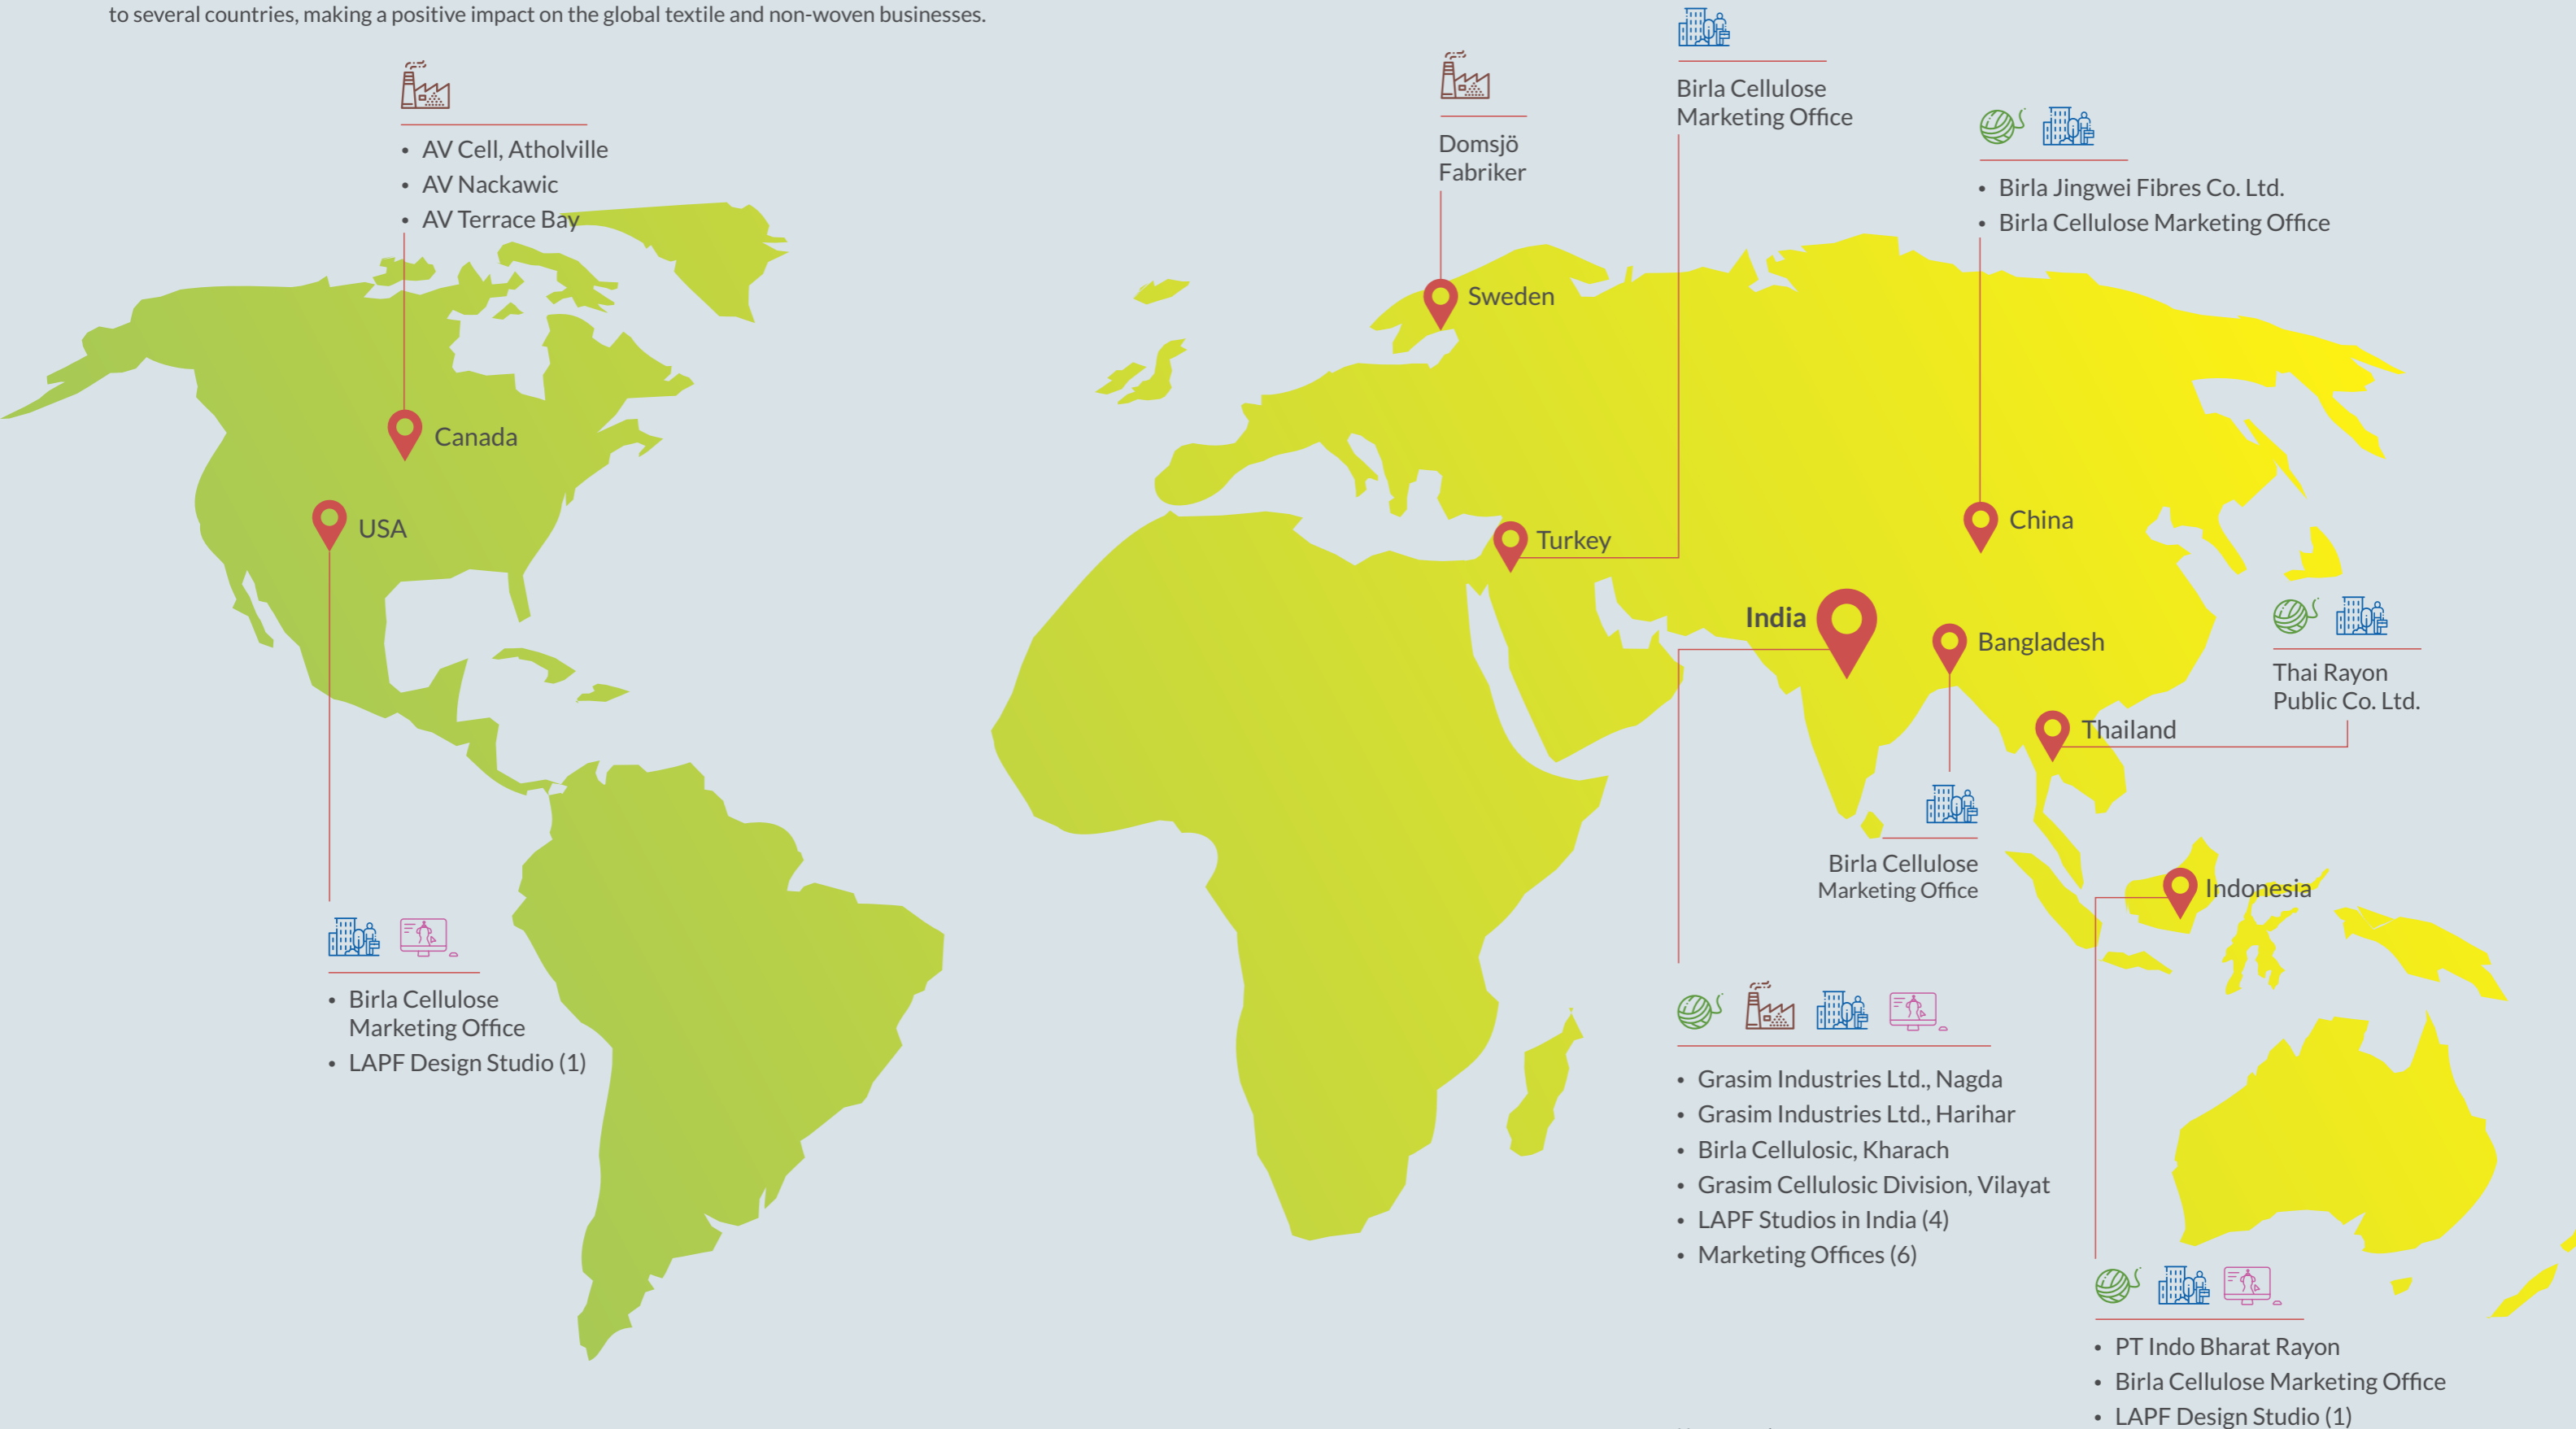 to several countries, making a positive impact on the global textile and non-woven businesses.
• AV Cell, Atholville
• AV Nackawic
• AV Terrace Bay
Canada
USA
• Birla Cellulose
Marketing Office
• LAPF Design Studio (1)
Domsjö
Fabriker
Sweden
Birla Cellulose
Marketing Office
Turkey
• Birla Jingwei Fibres Co. Ltd.
• Birla Cellulose Marketing Office
China
India
Bangladesh
Birla Cellulose
Marketing Office
Thai Rayon
Public Co. Ltd.
Thailand
Indonesia
• Grasim Industries Ltd., Nagda
• Grasim Industries Ltd., Harihar
• Birla Cellulosic, Kharach
• Grasim Cellulosic Division, Vilayat
• LAPF Studios in India (4)
• Marketing Offices (6)
• PT Indo Bharat Rayon
• Birla Cellulose Marketing Office
• LAPF Design Studio (1)